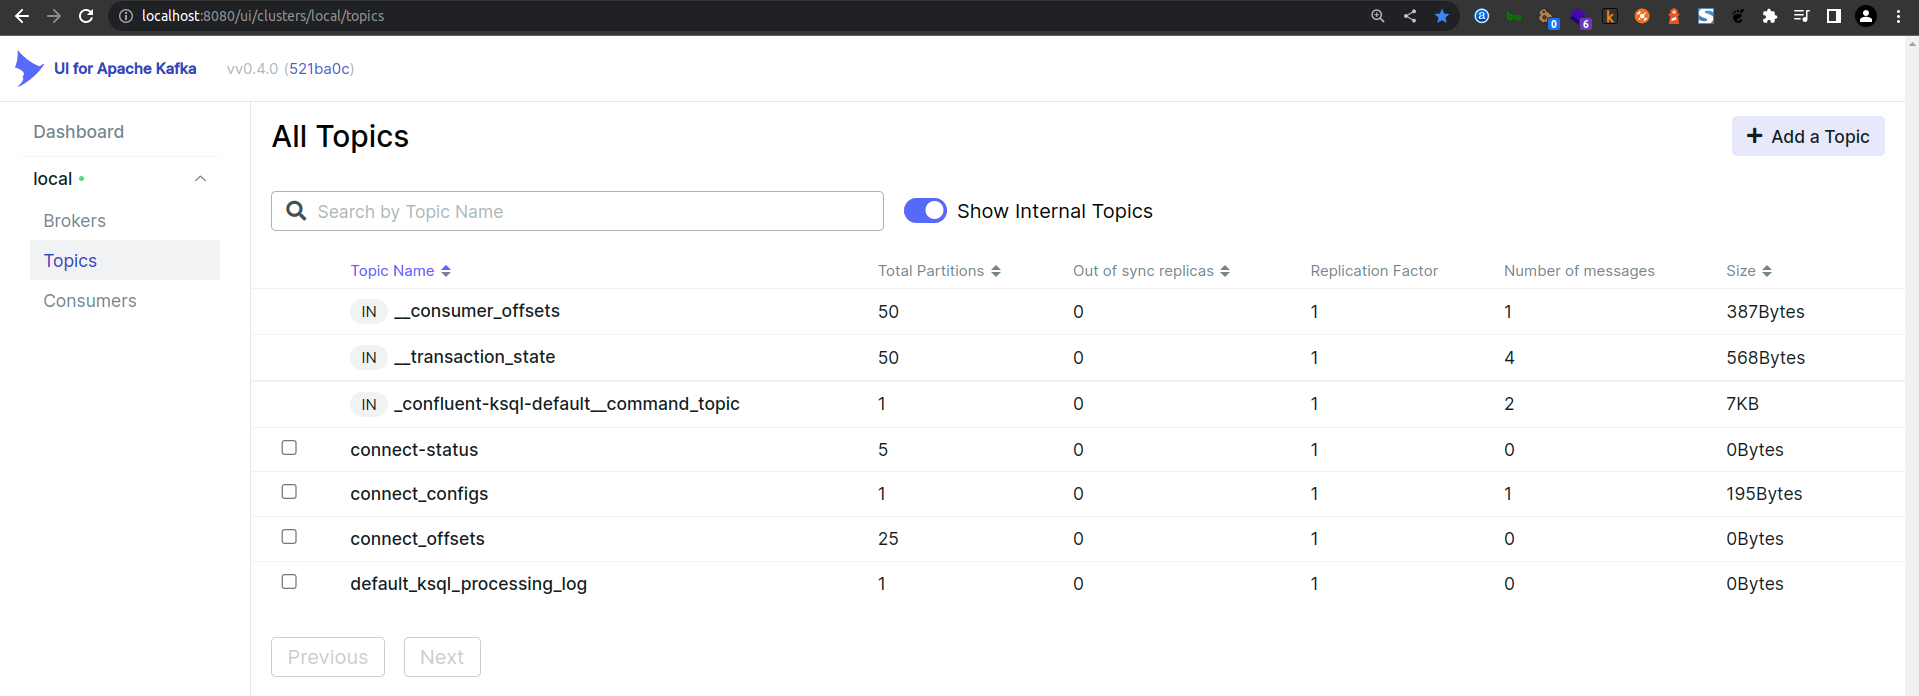 localhost:8080/ui/clusters/local/topics
0
6
UI for Apache Kafka vv0.4.0 (521ba0c)
Dashboard
local
Brokers
Topics
Consumers
All Topics
Add a Topic
Search by Topic Name
Show Internal Topics
Topic Name Total Partitions Out of sync replicas Replication Factor Number of messages Size
IN __consumer_offsets 50 0 1 1 387Bytes
IN __transaction_state 50 0 1 4 568Bytes
IN _confluent-ksql-default__command_topic 1 0 1 2 7KB
connect-status 5 0 1 0 0Bytes
connect_configs 1 0 1 1 195Bytes
connect_offsets 25 0 1 0 0Bytes
default_ksql_processing_log 1 0 1 0 0Bytes
Previous Next